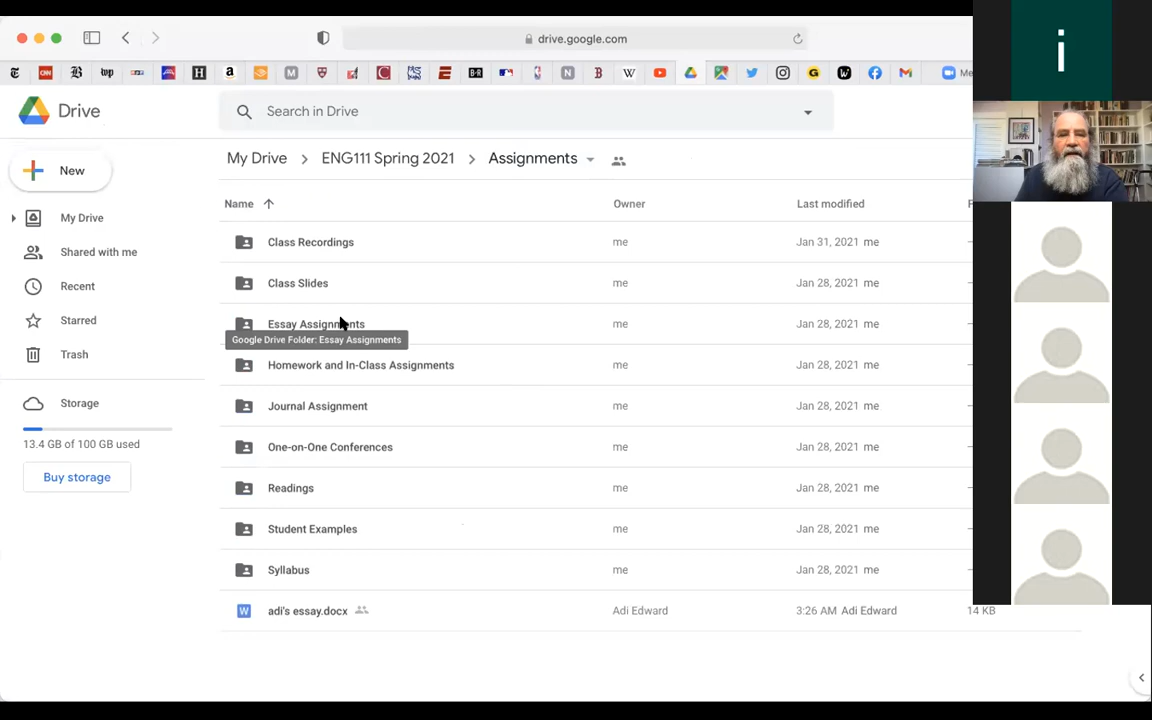 drive.google.com
CNN
B
wp
H
a
M
C
E
B-R
N
B
W
G
W
Me
i
Drive
Search in Drive
My Drive > ENG111 Spring 2021 > Assignments
New
Name Owner Last modified F
My Drive
Class Recordings me Jan 31, 2021 me —
Shared with me
Class Slides me Jan 28, 2021 me —
Recent
Essay Assignments me Jan 28, 2021 me —
Starred
Google Drive Folder: Essay Assignments
Trash
Homework and In-Class Assignments me Jan 28, 2021 me —
Storage
Journal Assignment me Jan 28, 2021 me —
13.4 GB of 100 GB used
One-on-One Conferences me Jan 28, 2021 me —
Buy storage
Readings me Jan 28, 2021 me —
Student Examples me Jan 28, 2021 me —
Syllabus me Jan 28, 2021 me —
W adi's essay.docx Adi Edward 3:26 AM Adi Edward 14 KB